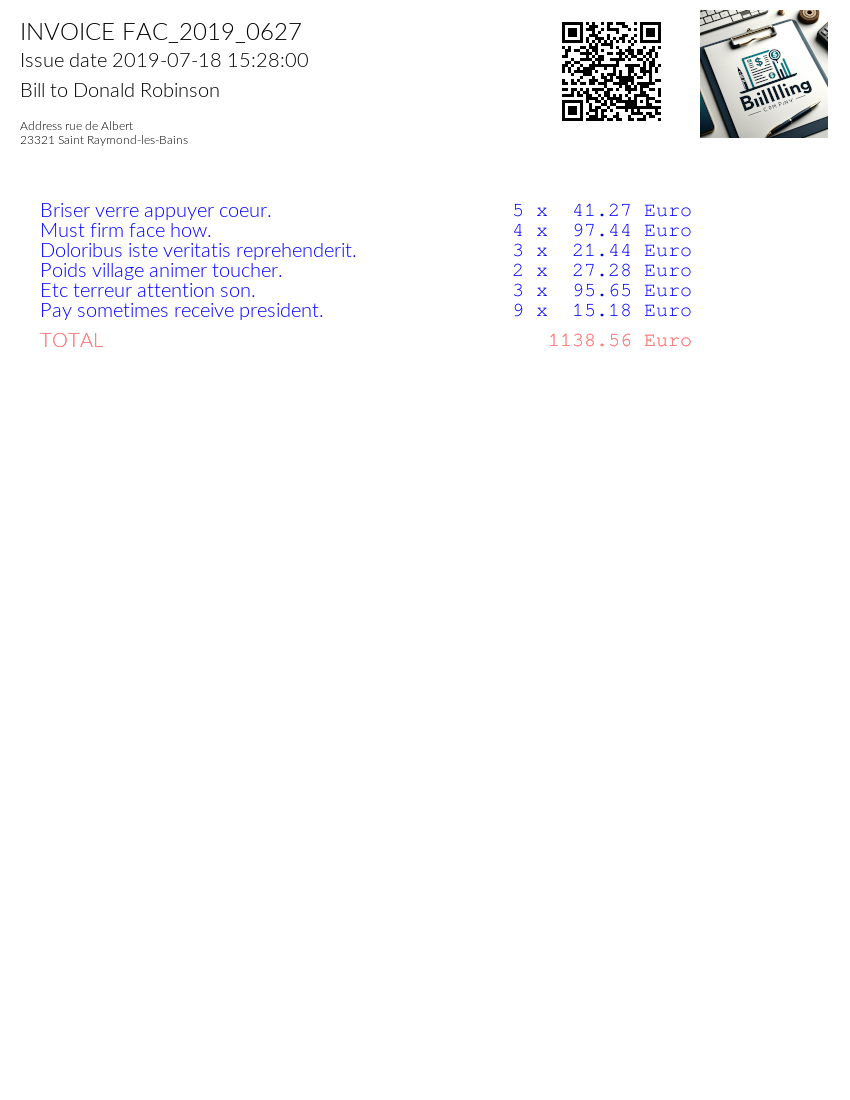 INVOICE FAC_2019_0627
Issue date 2019-07-18 15:28:00
Bill to Donald Robinson
Address rue de Albert
23321 Saint Raymond-les-Bains
Biillling
COMPANY
Briser verre appuyer coeur. 5 x 41.27 Euro
Must firm face how. 4 x 97.44 Euro
Doloribus iste veritatis reprehenderit. 3 x 21.44 Euro
Poids village animer toucher. 2 x 27.28 Euro
Etc terreur attention son. 3 x 95.65 Euro
Pay sometimes receive president. 9 x 15.18 Euro
TOTAL 1138.56 Euro